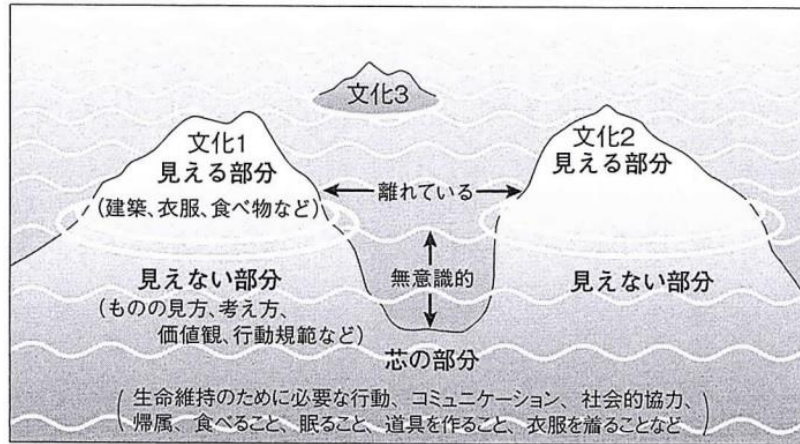 文化3
文化1
見える部分
(建築、衣服、食べ物など)
離れている
文化2
見える部分
見えない部分
(ものの見方、考え方、
価値観、行動規範など)
無意識的
見えない部分
芯の部分
(生命維持のために必要な行動、コミュニケーション、社会的協力、
帰属、食べること、眠ること、道具を作ること、衣服を着ることなど)